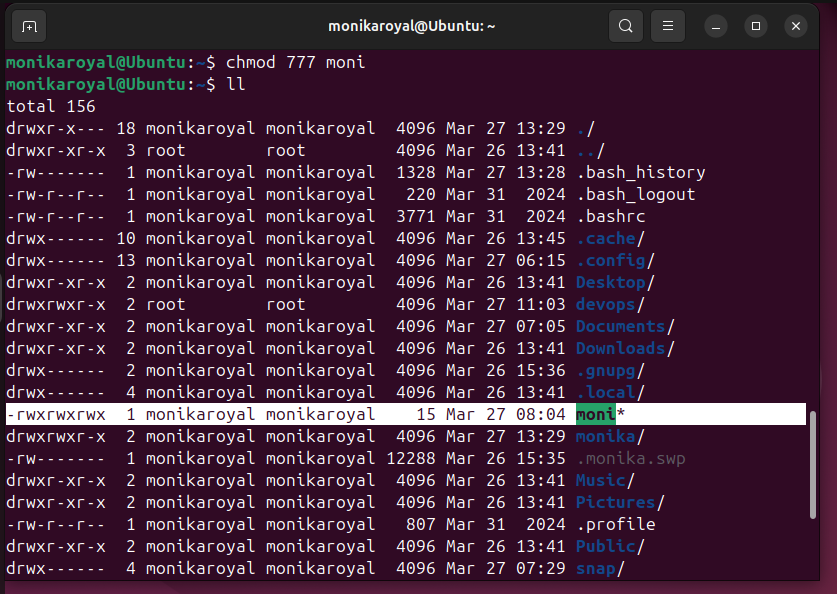 monikaroyal@Ubuntu: ~
monikaroyal@Ubuntu:~$ chmod 777 moni
monikaroyal@Ubuntu:~$ ll
total 156
drwxr-x--- 18 monikaroyal monikaroyal  4096 Mar 27 13:29 ./
drwxr-xr-x  3 root        root         4096 Mar 26 13:41 ../
-rw-------  1 monikaroyal monikaroyal  1328 Mar 27 13:28 .bash_history
-rw-r--r--  1 monikaroyal monikaroyal   220 Mar 31  2024 .bash_logout
-rw-r--r--  1 monikaroyal monikaroyal  3771 Mar 31  2024 .bashrc
drwx------ 10 monikaroyal monikaroyal  4096 Mar 26 13:45 .cache/
drwx------ 13 monikaroyal monikaroyal  4096 Mar 27 06:15 .config/
drwxr-xr-x  2 monikaroyal monikaroyal  4096 Mar 26 13:41 Desktop/
drwxrwxr-x  2 root        root         4096 Mar 27 11:03 devops/
drwxr-xr-x  2 monikaroyal monikaroyal  4096 Mar 27 07:05 Documents/
drwxr-xr-x  2 monikaroyal monikaroyal  4096 Mar 26 13:41 Downloads/
drwx------  2 monikaroyal monikaroyal  4096 Mar 26 15:36 .gnupg/
drwx------  4 monikaroyal monikaroyal  4096 Mar 26 13:41 .local/
-rwxrwxrwx  1 monikaroyal monikaroyal    15 Mar 27 08:04 moni*
drwxrwxr-x  2 monikaroyal monikaroyal  4096 Mar 27 13:29 monika/
-rw-------  1 monikaroyal monikaroyal 12288 Mar 26 15:35 .monika.swp
drwxr-xr-x  2 monikaroyal monikaroyal  4096 Mar 26 13:41 Music/
drwxr-xr-x  2 monikaroyal monikaroyal  4096 Mar 26 13:41 Pictures/
-rw-r--r--  1 monikaroyal monikaroyal   807 Mar 31  2024 .profile
drwxr-xr-x  2 monikaroyal monikaroyal  4096 Mar 26 13:41 Public/
drwx------  4 monikaroyal monikaroyal  4096 Mar 27 07:29 snap/